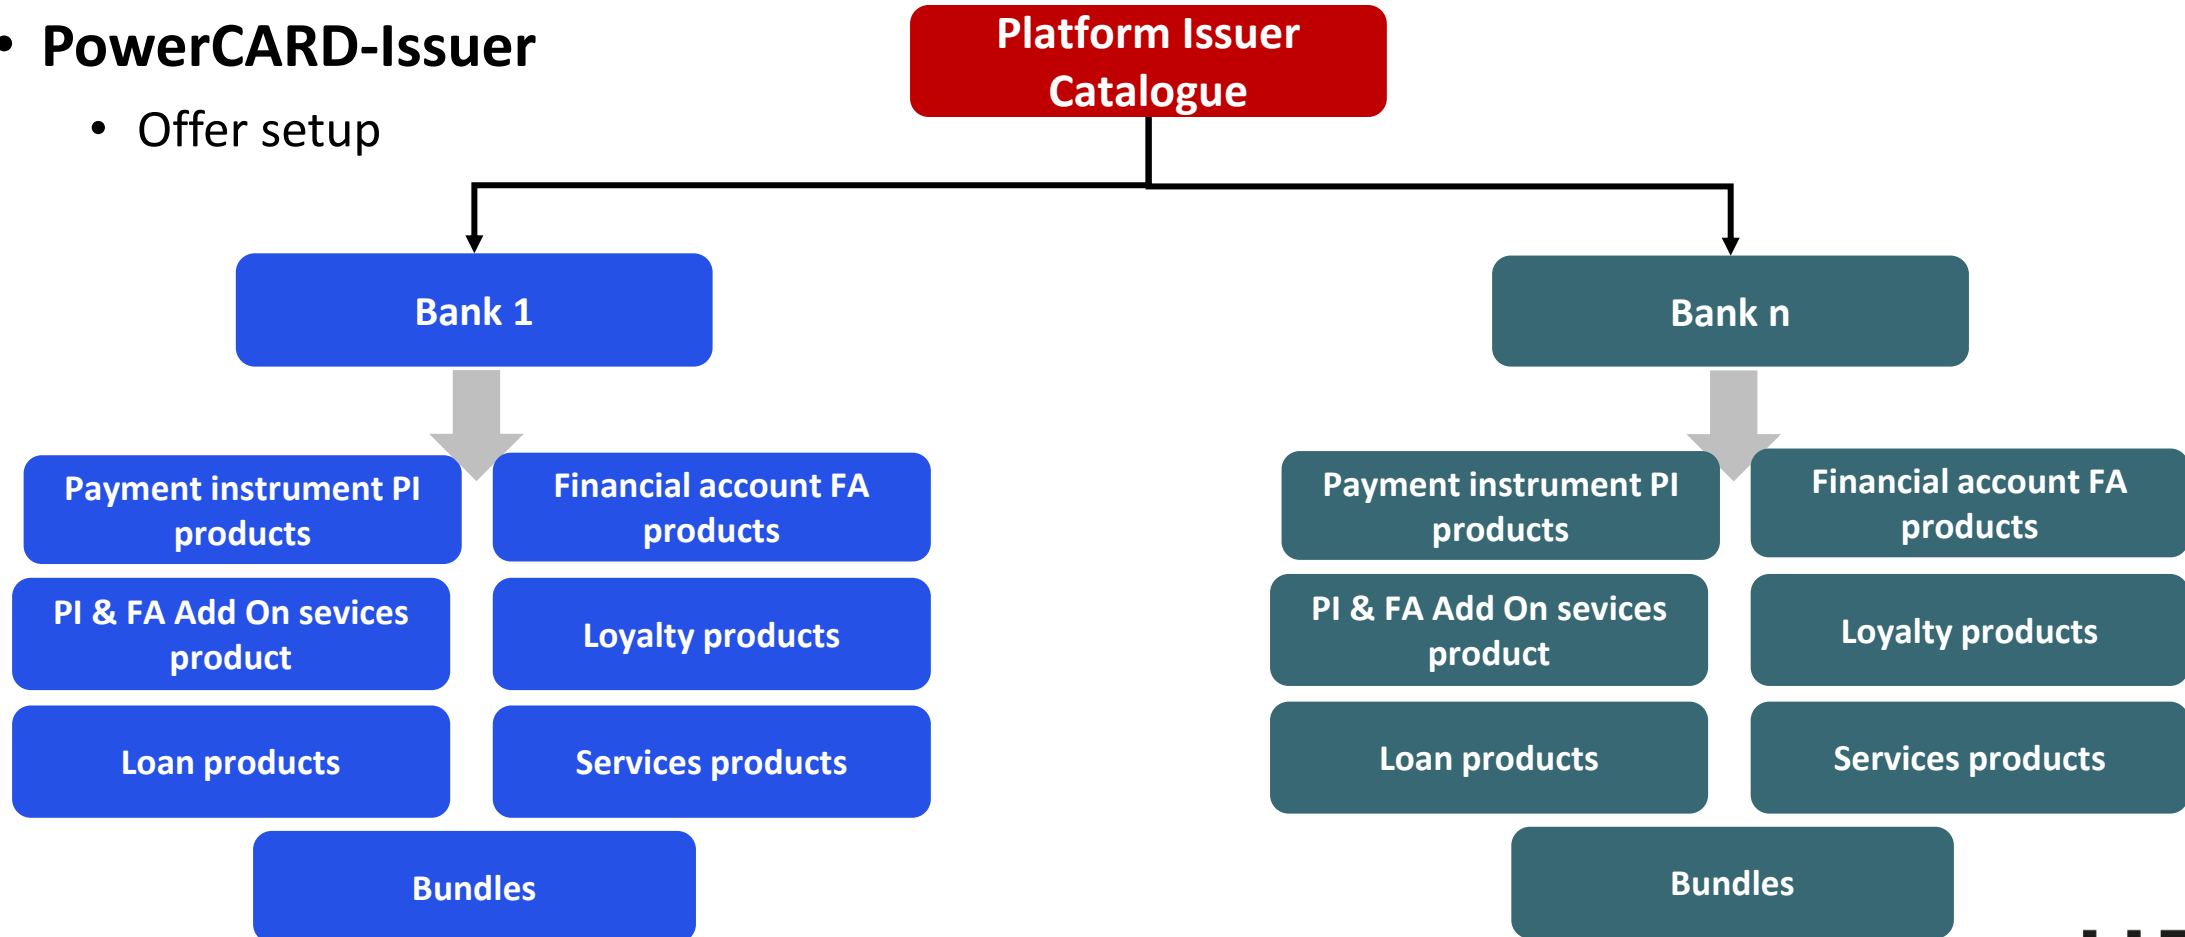 • PowerCARD-Issuer
• Offer setup
Platform Issuer
Catalogue
Bank 1
Bank n
Payment instrument PI
products
Financial account FA
products
PI & FA Add On sevices
product
Loyalty products
Loan products
Services products
Bundles
Payment instrument PI
products
Financial account FA
products
PI & FA Add On sevices
product
Loyalty products
Loan products
Services products
Bundles